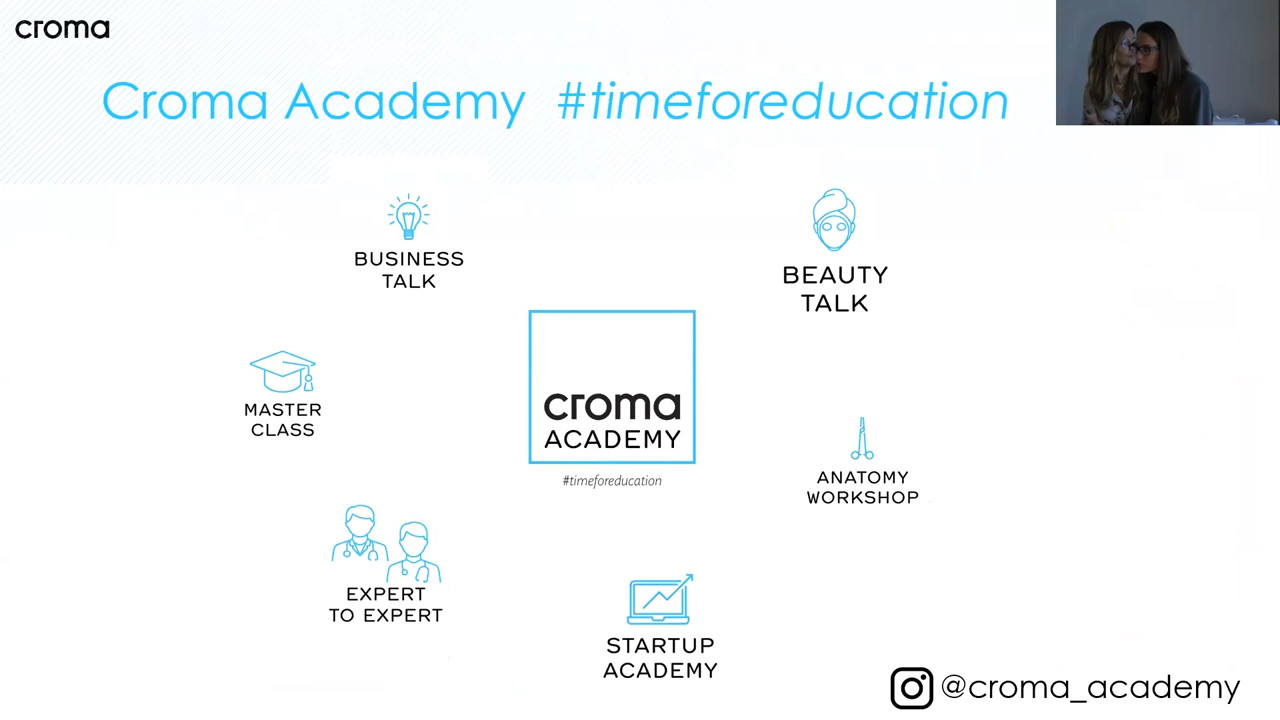 croma
Croma Academy #timeforeducation
BUSINESS
TALK
BEAUTY
TALK
MASTER
CLASS
croma
ACADEMY
#timeforeducation
ANATOMY
WORKSHOP
EXPERT
TO EXPERT
STARTUP
ACADEMY
@croma_academy